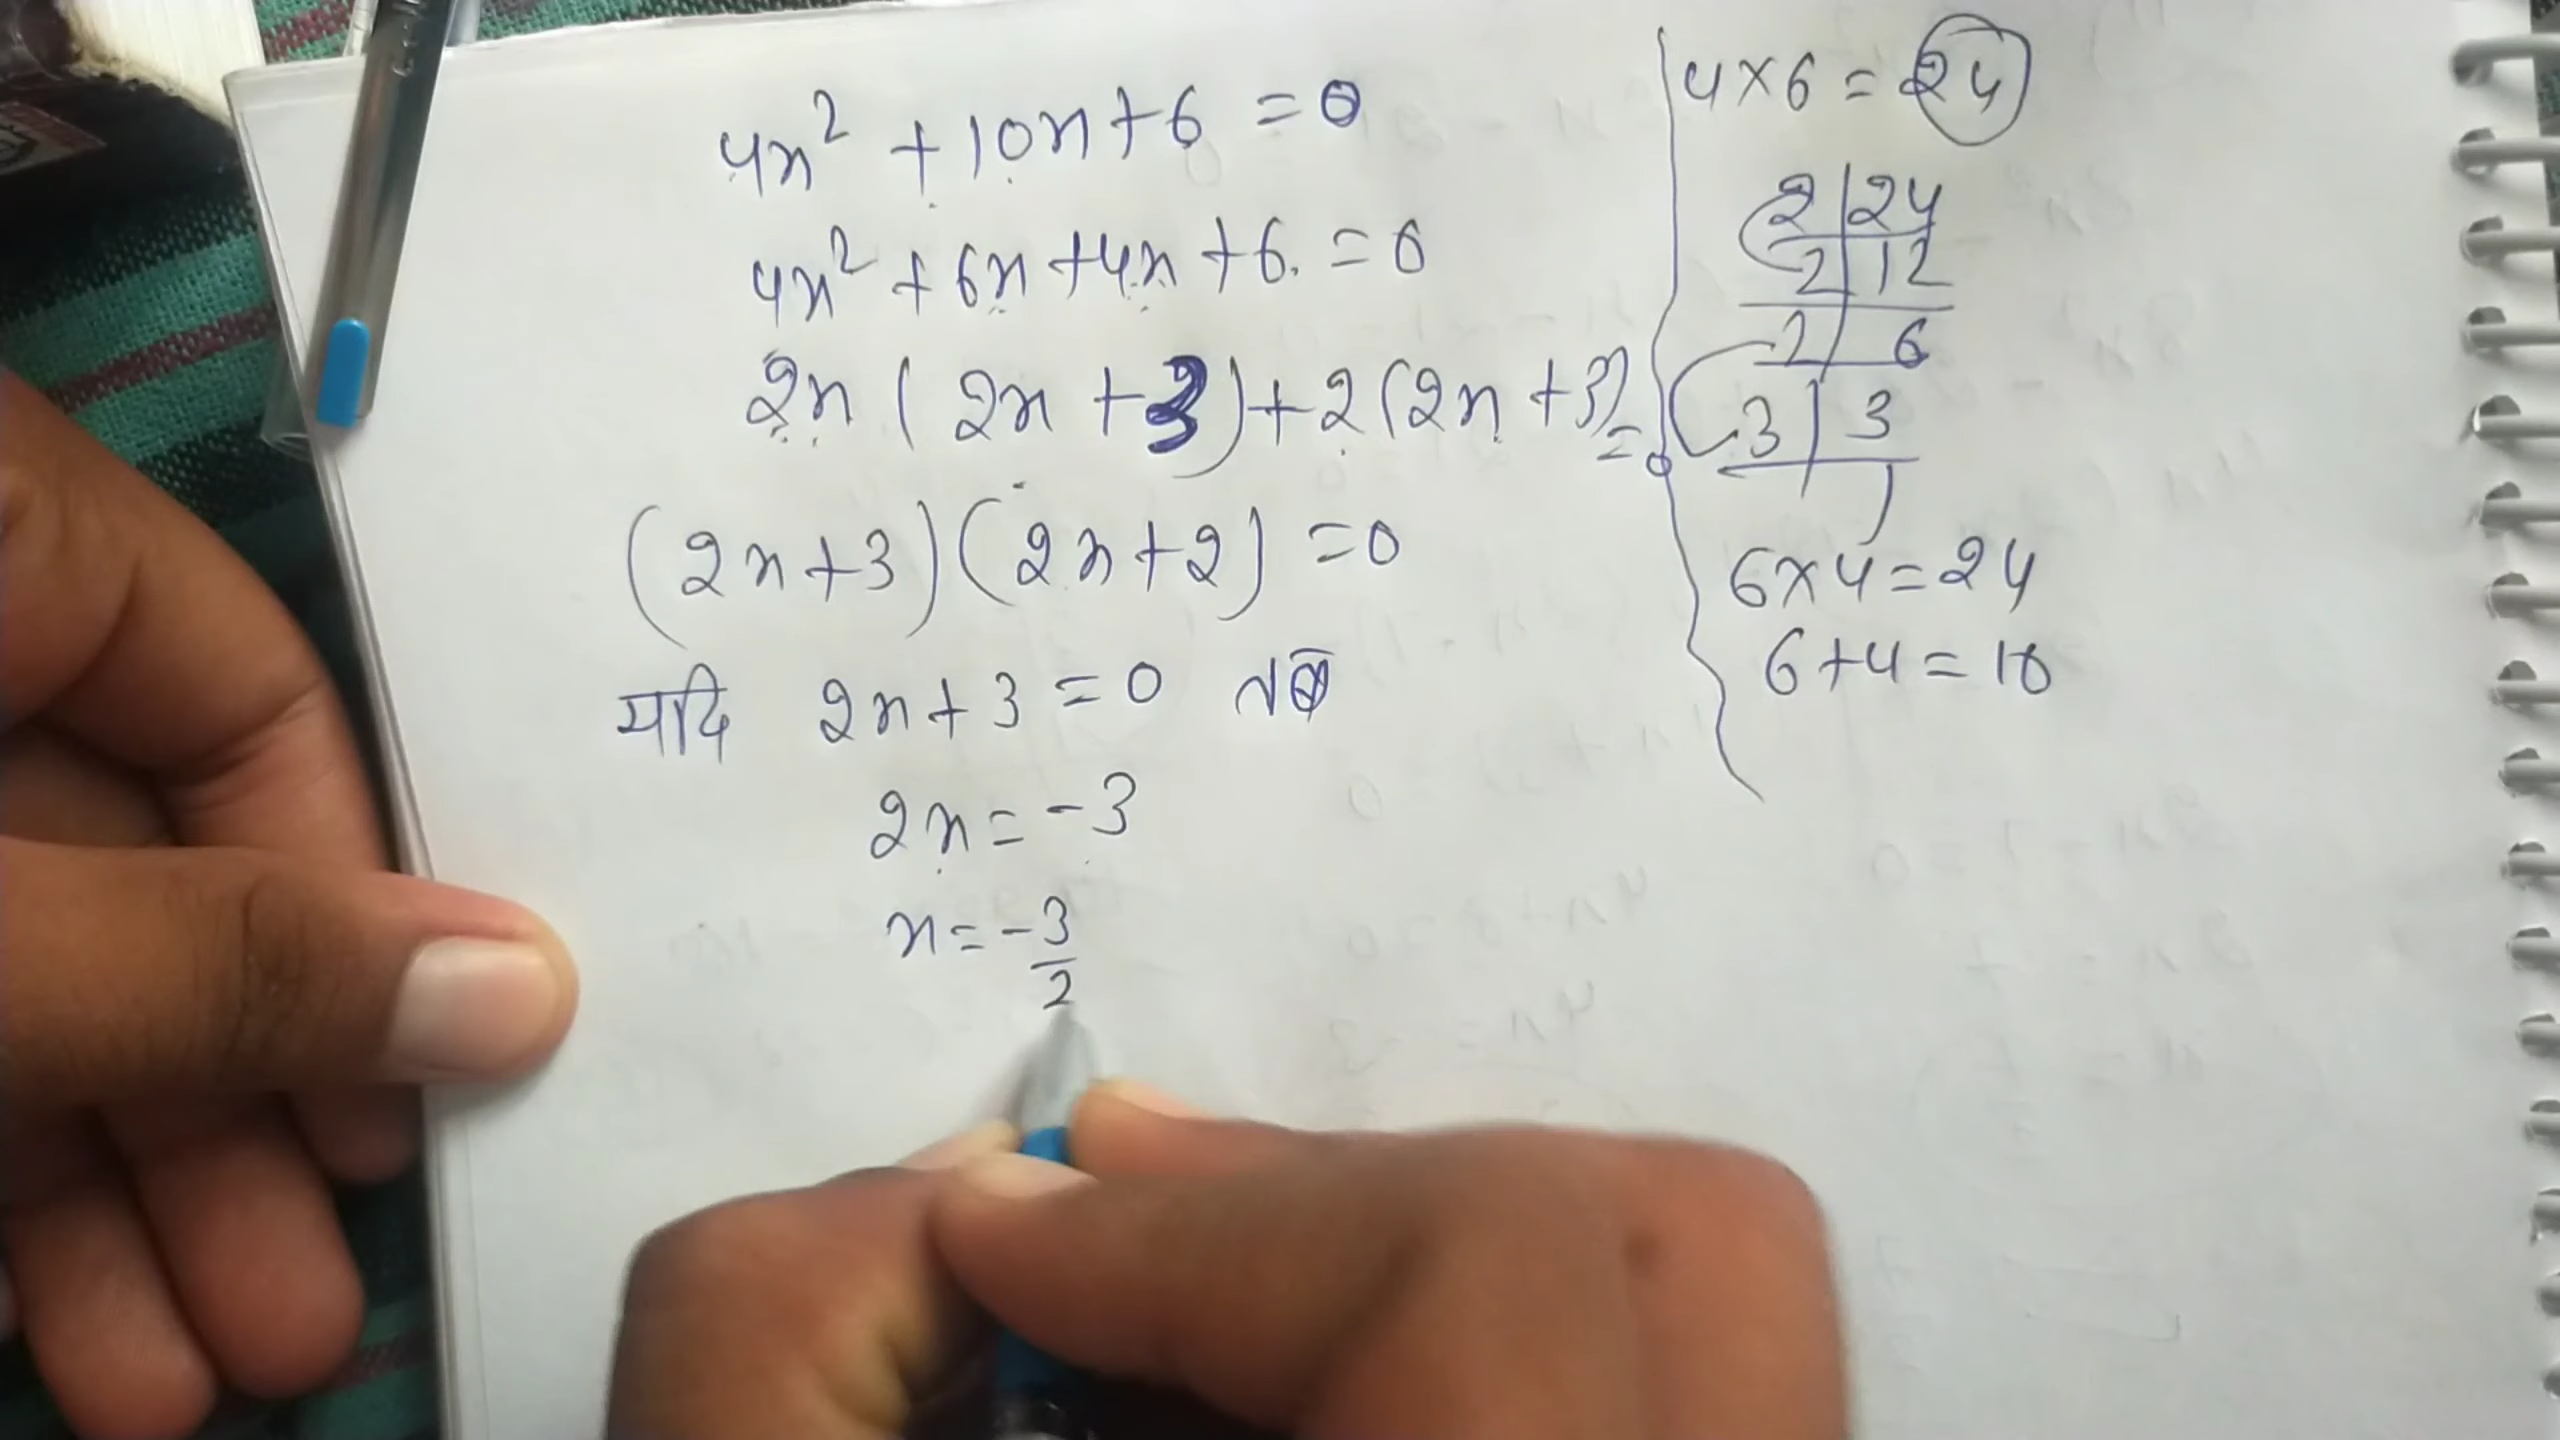 4x² + 10x + 6 = 0
4x² + 6x + 4x + 6 = 0
2x ( 2x + 3 ) + 2 ( 2x + 3 ) = 0
( 2x + 3 ) ( 2x + 2 ) = 0
यदि 2x + 3 = 0 तब
2x = -3
x = -3/2
4 × 6 = 24
2 | 24
2 | 12
2 | 6
3 | 3
1
6 × 4 = 24
6 + 4 = 10